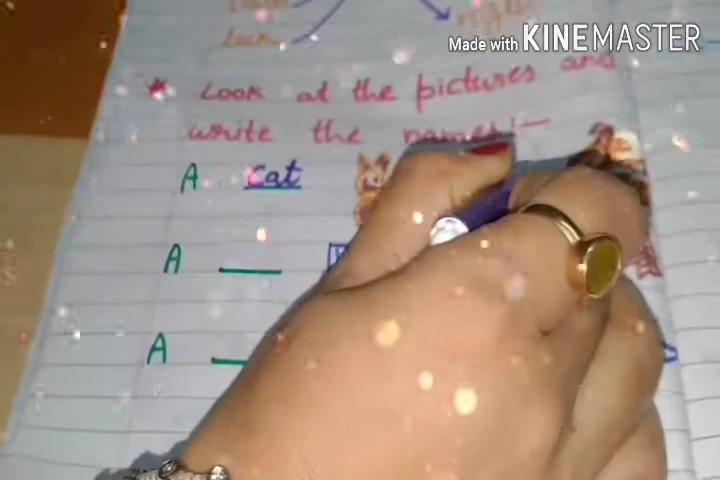 Made with KINEMASTER
* Look at the pictures and
write the names:-
A cat
A
A